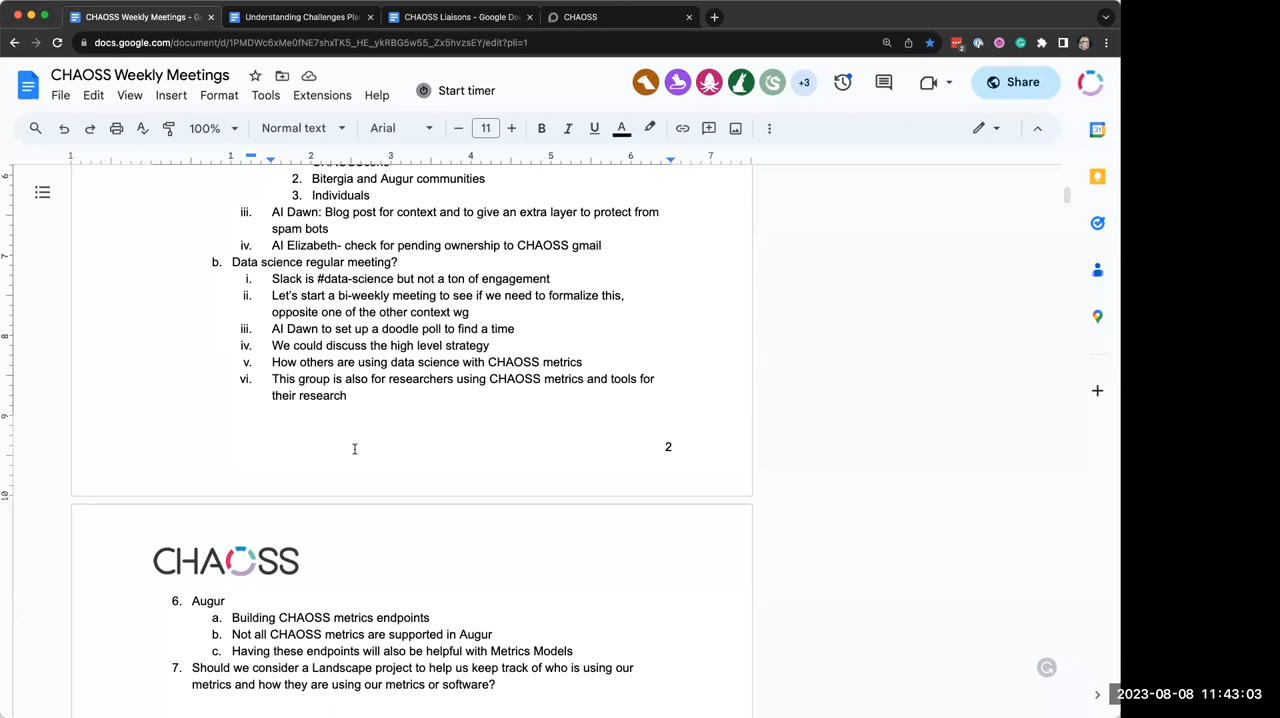 CHAOSS Weekly Meetings - G
Understanding Challenges Pla
CHAOSS Liaisons - Google Do
CHAOSS
docs.google.com/document/d/1PMDWc6xMe0fNE7shxTK5_HE_ykRBG5w55_Zx5hvzsEY/edit?pli=1
CHAOSS Weekly Meetings
File Edit View Insert Format Tools Extensions Help
Start timer
+3
Share
100% Normal text Arial 11
1 1 2 3 4 5 6 7
2. Bitergia and Augur communities
3. Individuals
iii. AI Dawn: Blog post for context and to give an extra layer to protect from
spam bots
iv. AI Elizabeth- check for pending ownership to CHAOSS gmail
b. Data science regular meeting?
i. Slack is #data-science but not a ton of engagement
ii. Let's start a bi-weekly meeting to see if we need to formalize this,
opposite one of the other context wg
iii. AI Dawn to set up a doodle poll to find a time
iv. We could discuss the high level strategy
v. How others are using data science with CHAOSS metrics
vi. This group is also for researchers using CHAOSS metrics and tools for
their research
2
CHAOSS
6. Augur
a. Building CHAOSS metrics endpoints
b. Not all CHAOSS metrics are supported in Augur
c. Having these endpoints will also be helpful with Metrics Models
7. Should we consider a Landscape project to help us keep track of who is using our
metrics and how they are using our metrics or software?
2023-08-08 11:43:03